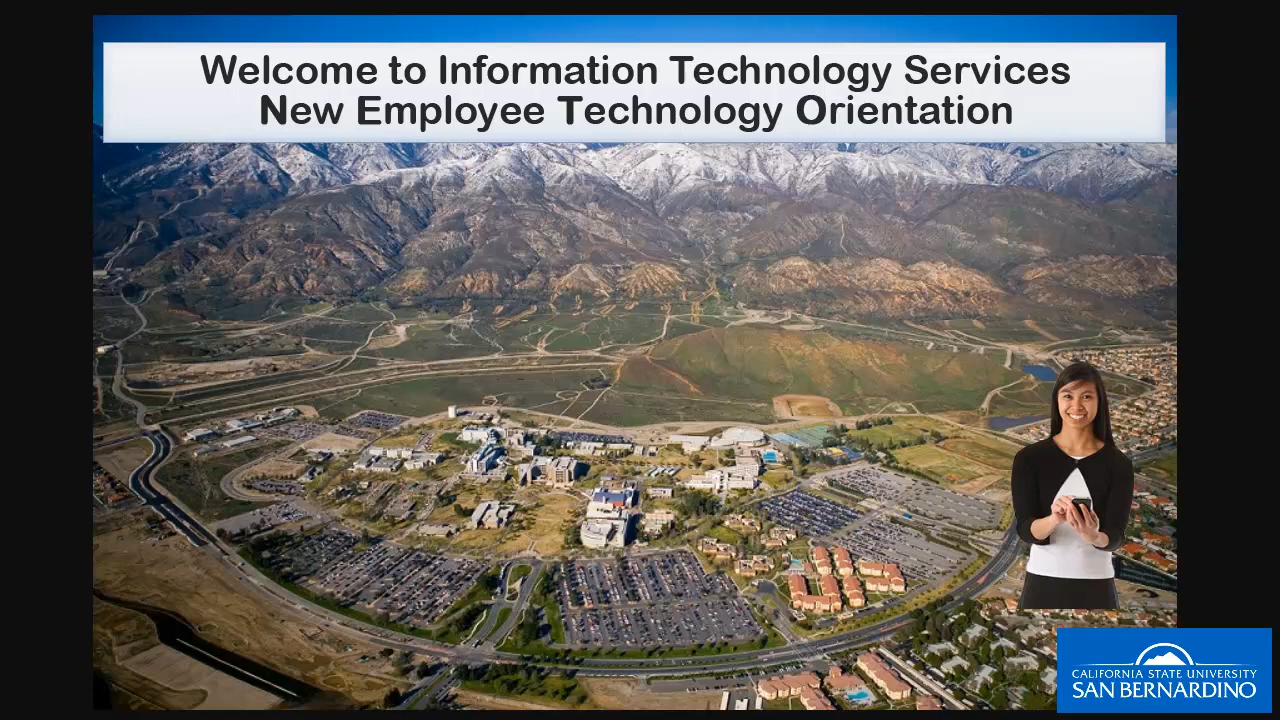 Welcome to Information Technology Services
New Employee Technology Orientation
CALIFORNIA STATE UNIVERSITY
SAN BERNARDINO